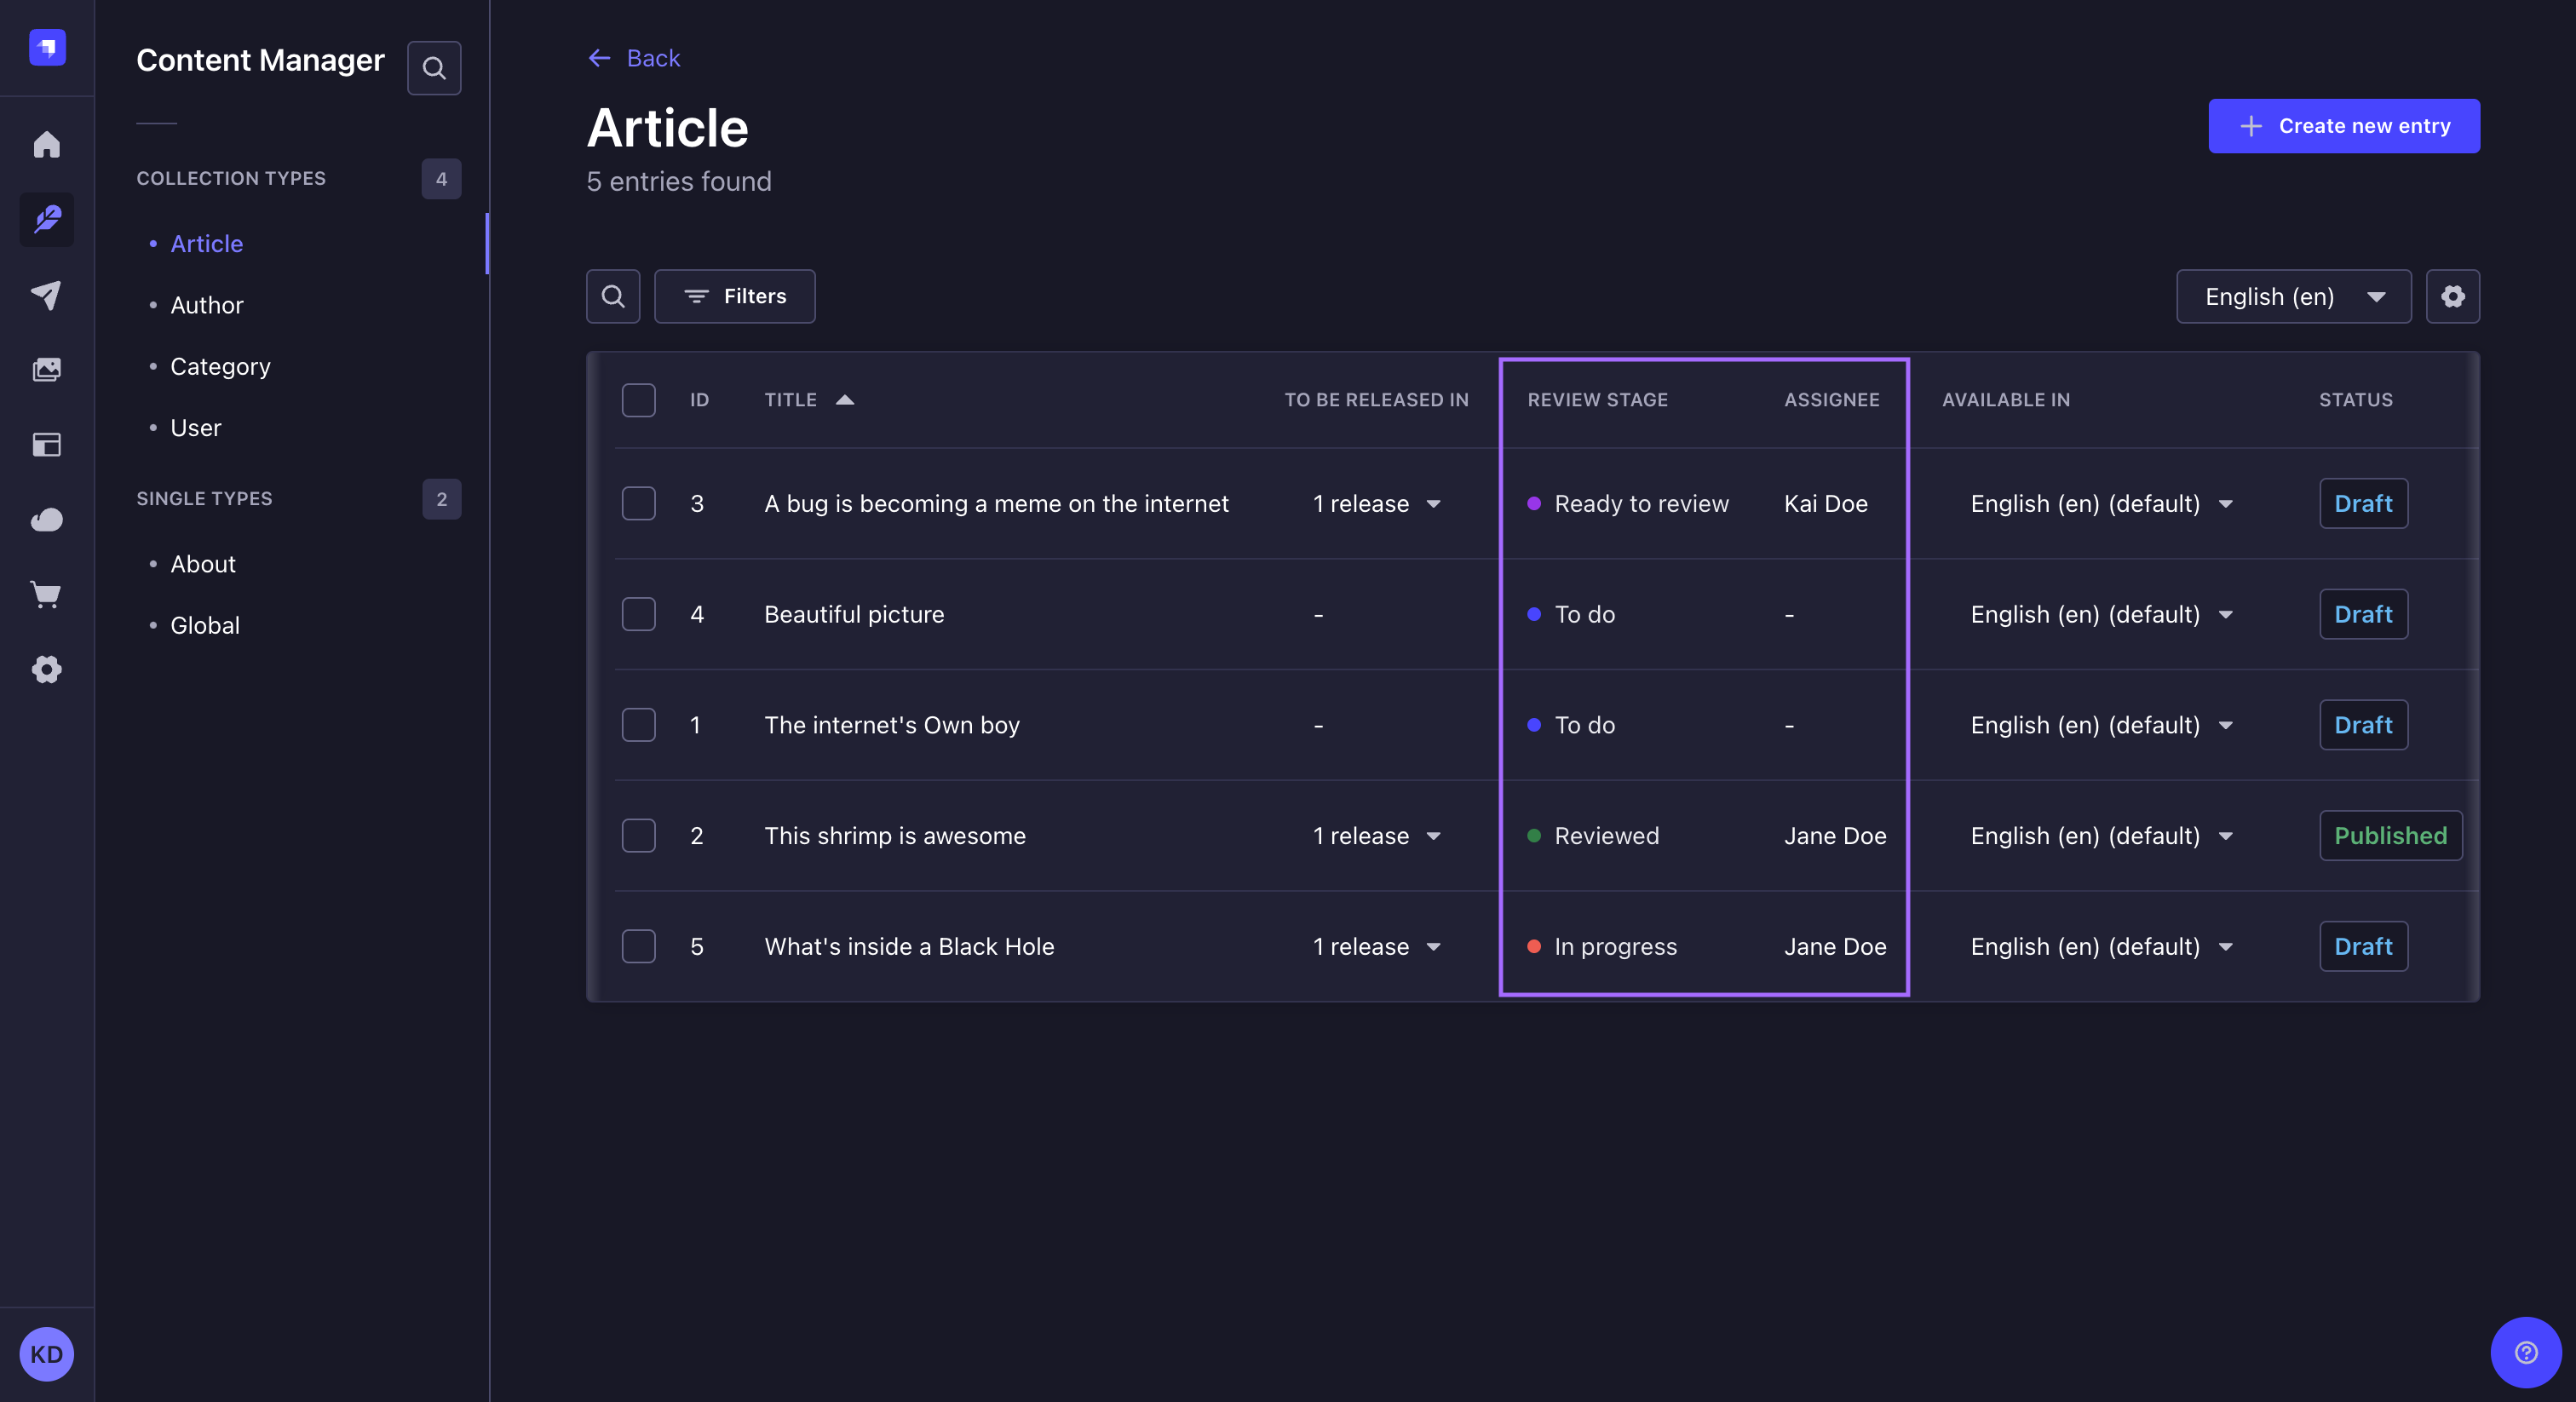 Content Manager
COLLECTION TYPES 4
Article
Author
Category
User
SINGLE TYPES 2
About
Global
KD
Back
Article
5 entries found
Create new entry
Filters
English (en)
ID TITLE TO BE RELEASED IN REVIEW STAGE ASSIGNEE AVAILABLE IN STATUS
3 A bug is becoming a meme on the internet 1 release Ready to review Kai Doe English (en) (default) Draft
4 Beautiful picture - To do - English (en) (default) Draft
1 The internet's Own boy - To do - English (en) (default) Draft
2 This shrimp is awesome 1 release Reviewed Jane Doe English (en) (default) Published
5 What's inside a Black Hole 1 release In progress Jane Doe English (en) (default) Draft